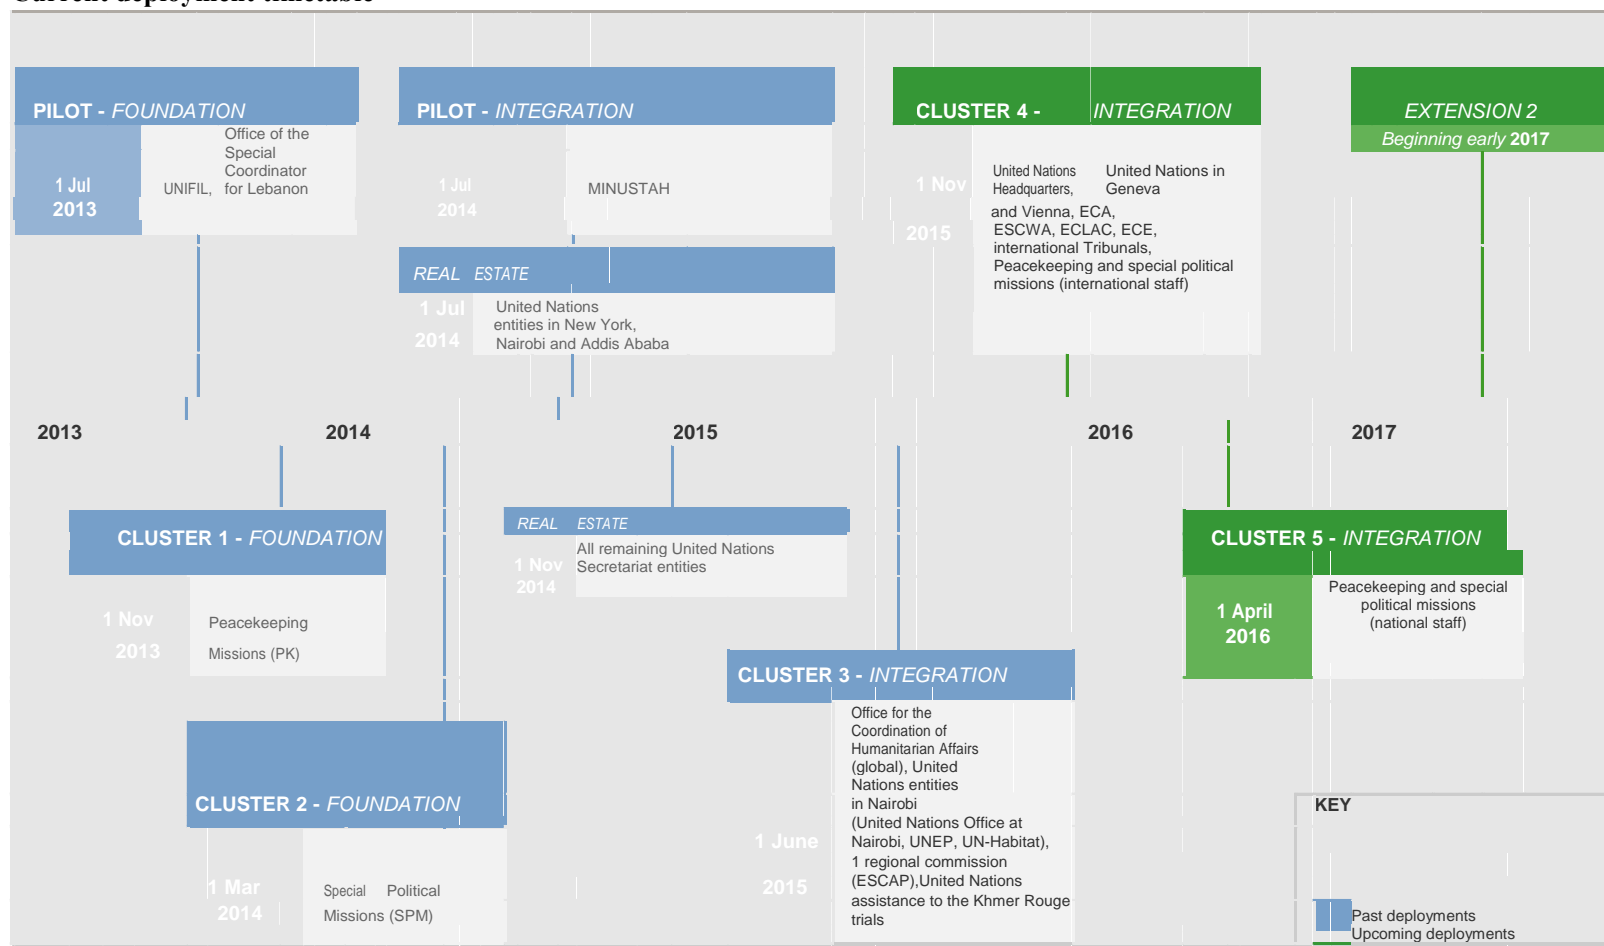 Current deployment timetable
PILOT - FOUNDATION
1 Jul
2013
UNIFIL,
Office of the
Special
Coordinator
for Lebanon
PILOT - INTEGRATION
1 Jul
2014
MINUSTAH
REAL ESTATE
1 Jul
2014
United Nations
entities in New York,
Nairobi and Addis Ababa
CLUSTER 4 - INTEGRATION
1 Nov
2015
United Nations
Headquarters,
United Nations in
Geneva
and Vienna, ECA,
ESCWA, ECLAC, ECE,
international Tribunals,
Peacekeeping and special political
missions (international staff)
EXTENSION 2
Beginning early 2017
2013 2014 2015 2016 2017
CLUSTER 1 - FOUNDATION
1 Nov
2013
Peacekeeping
Missions (PK)
CLUSTER 2 - FOUNDATION
1 Mar
2014
Special Political
Missions (SPM)
REAL ESTATE
1 Nov
2014
All remaining United Nations
Secretariat entities
CLUSTER 3 - INTEGRATION
1 June
2015
Office for the
Coordination of
Humanitarian Affairs
(global), United
Nations entities
in Nairobi
(United Nations Office at
Nairobi, UNEP, UN-Habitat),
1 regional commission
(ESCAP),United Nations
assistance to the Khmer Rouge
trials
CLUSTER 5 - INTEGRATION
1 April
2016
Peacekeeping and special
political missions
(national staff)
KEY
Past deployments
Upcoming deployments